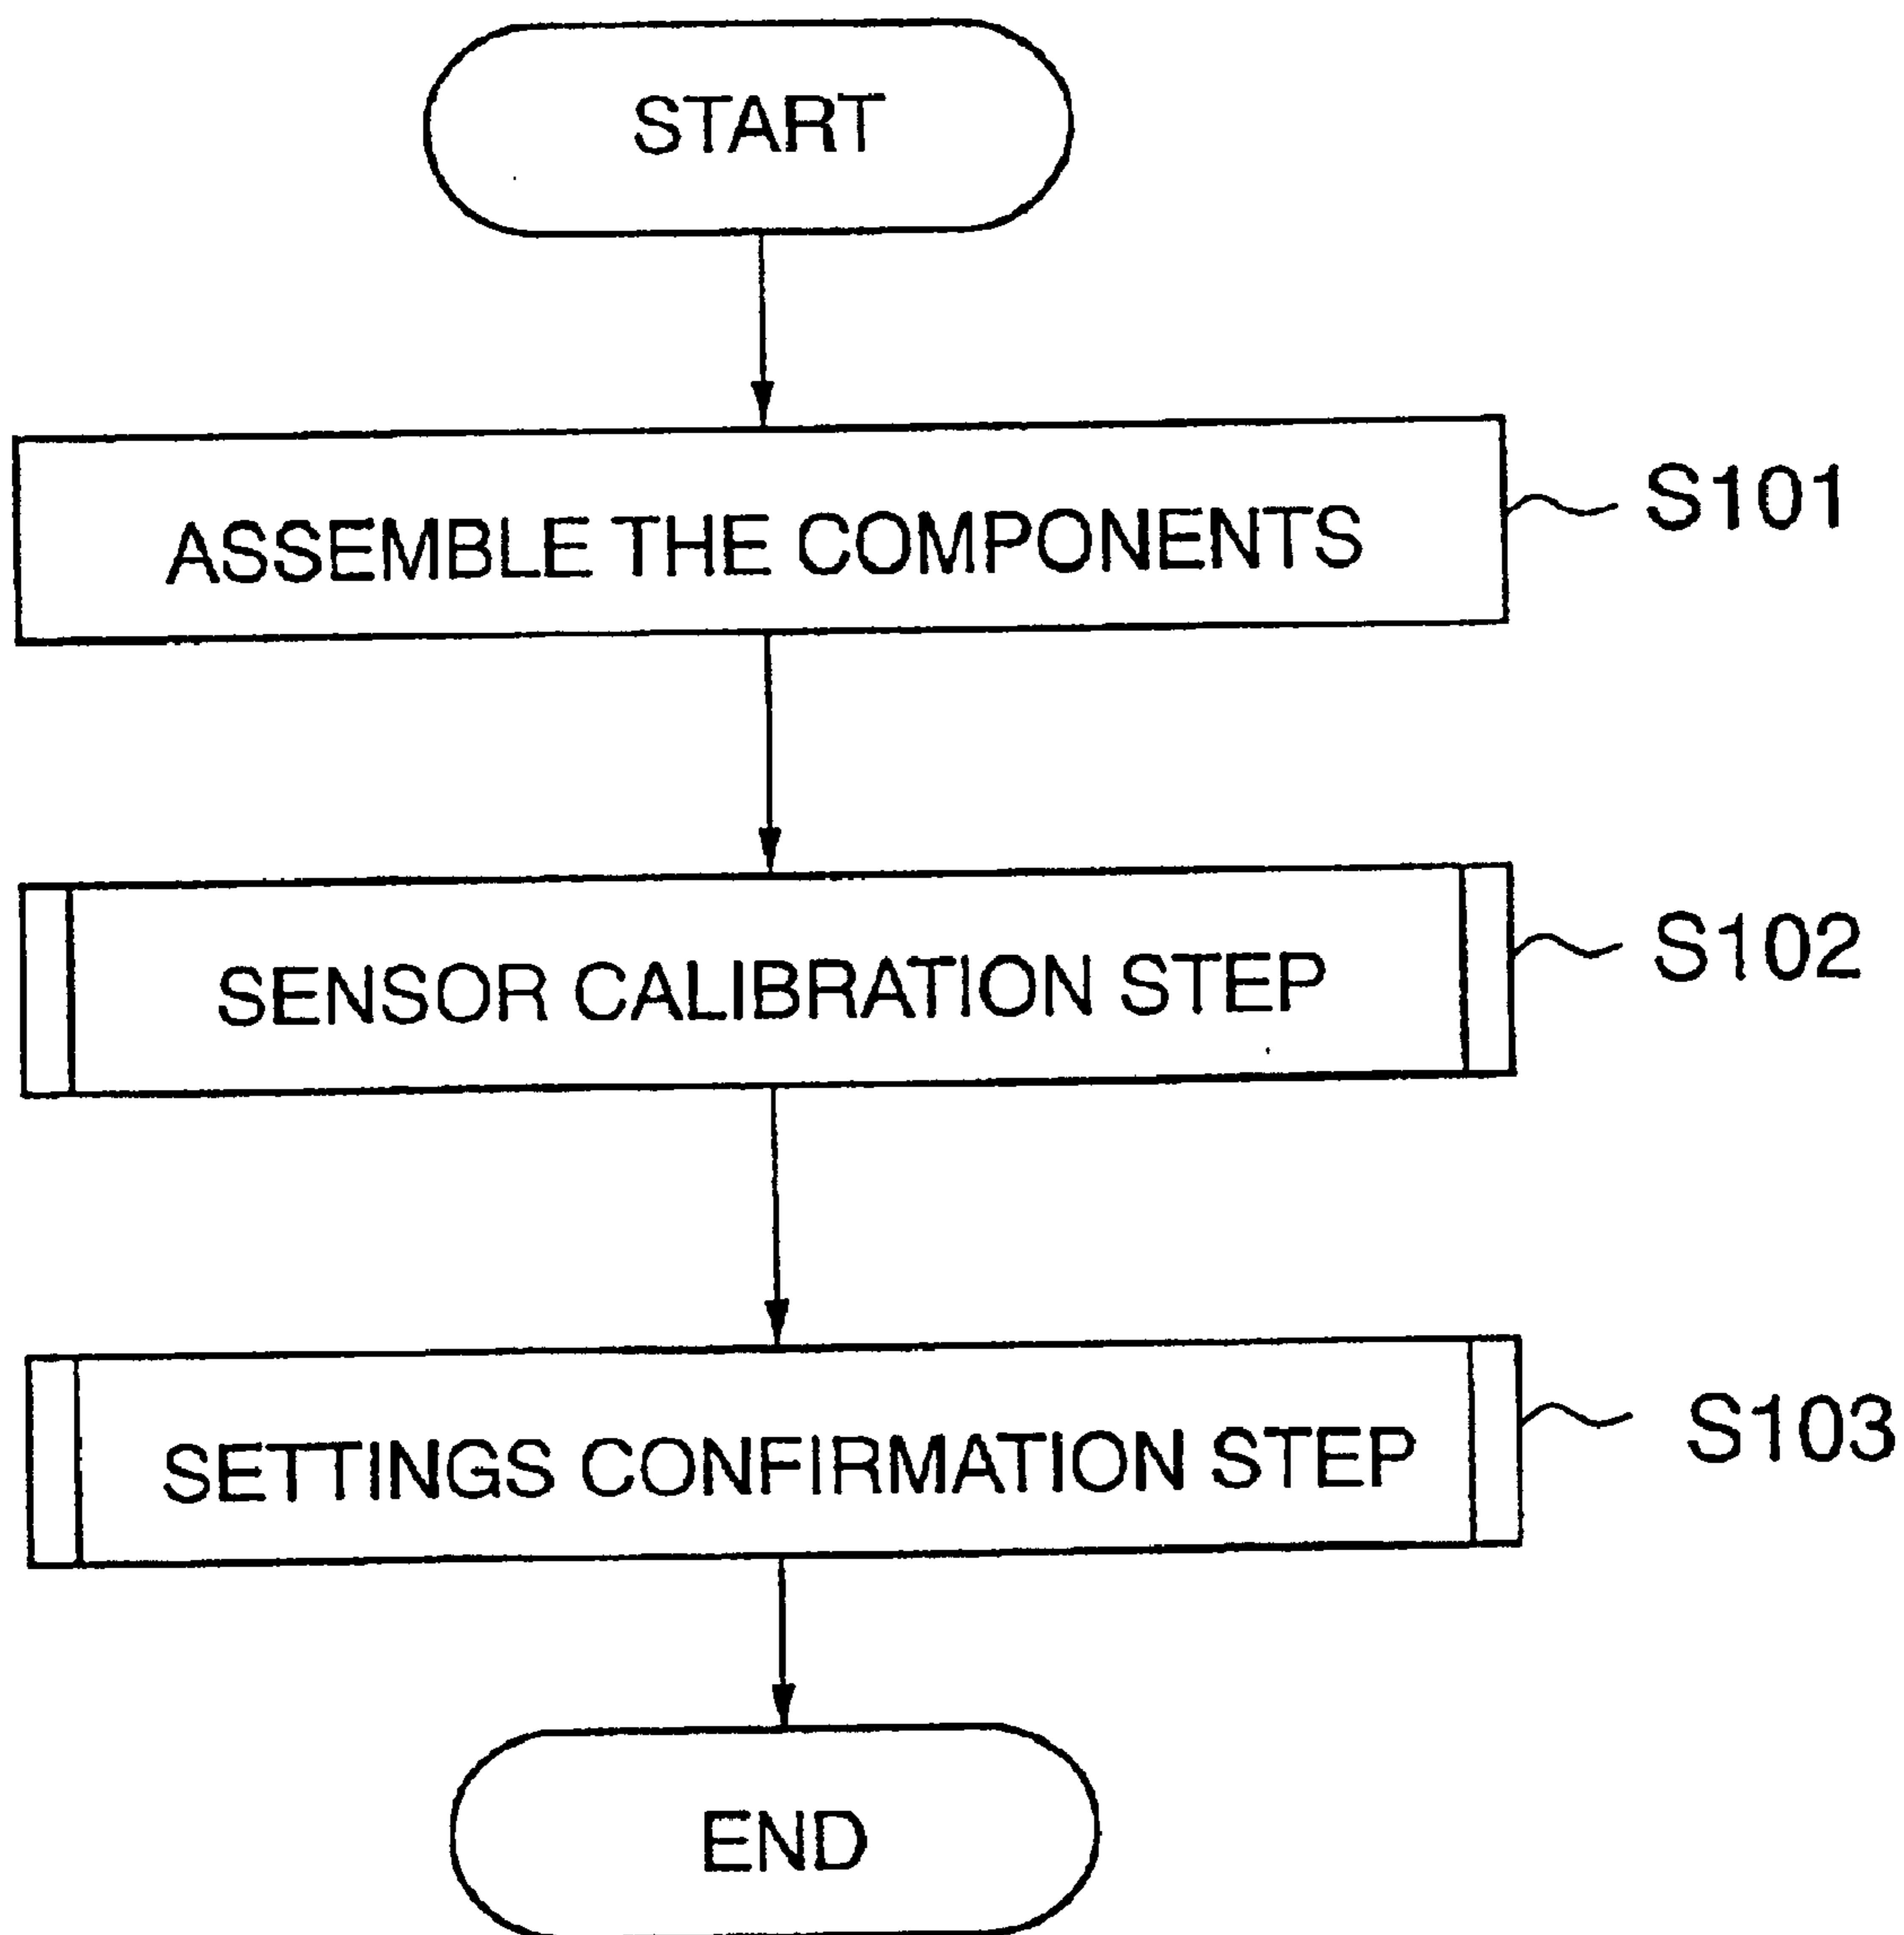 START
ASSEMBLE THE COMPONENTS
S101
SENSOR CALIBRATION STEP
S102
SETTINGS CONFIRMATION STEP
S103
END